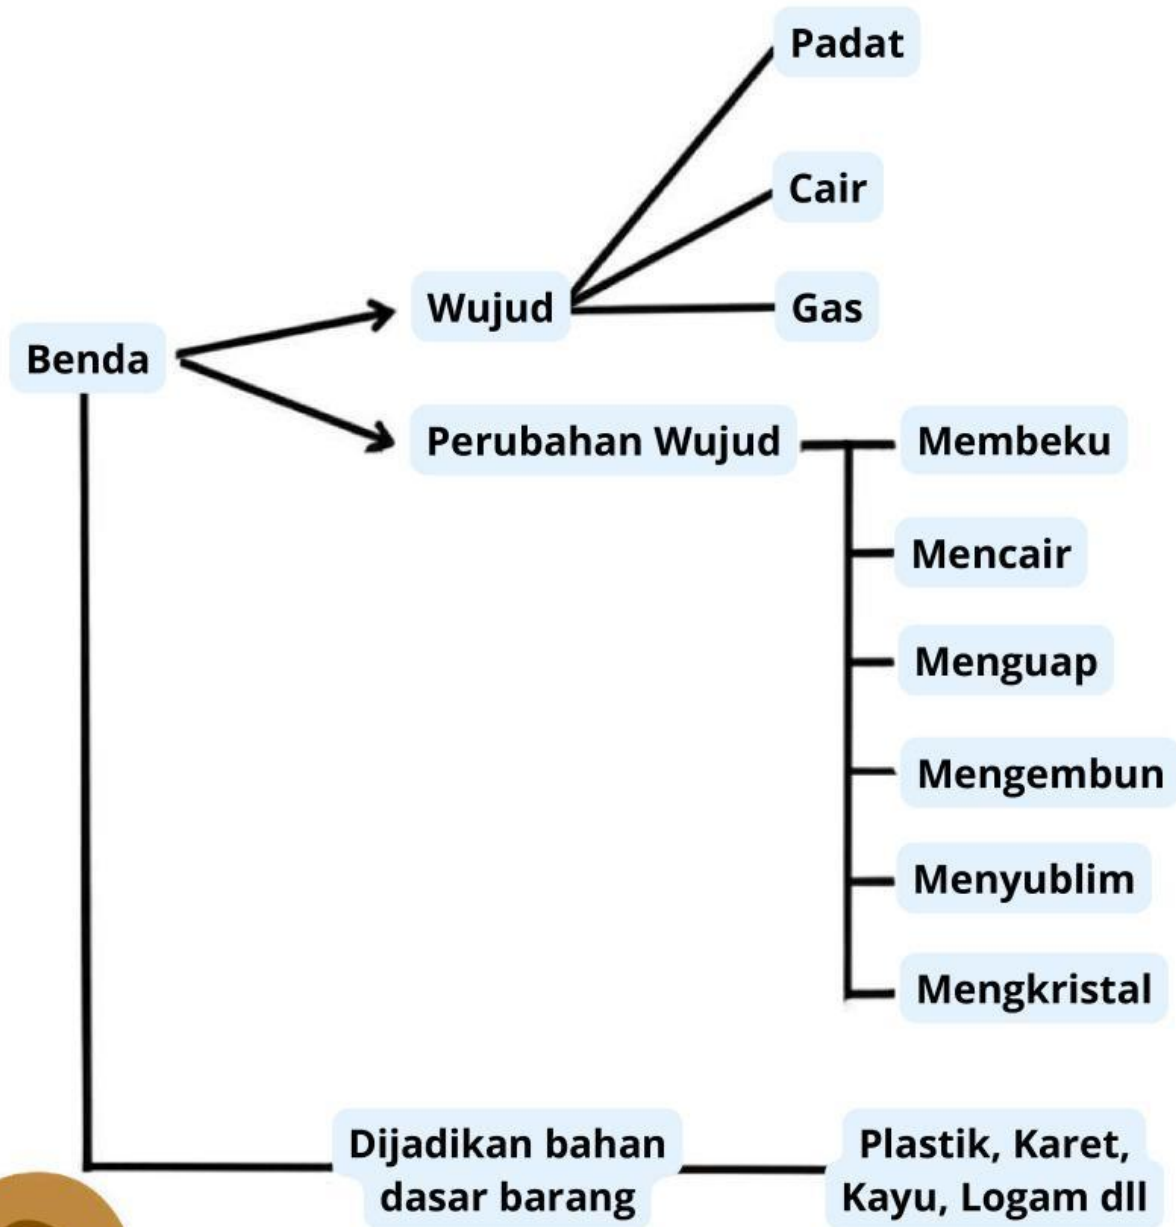 Padat
Cair
Wujud
Gas
Benda
Perubahan Wujud
Membeku
Mencair
Menguap
Mengembun
Menyublim
Mengkristal
Dijadikan bahan
dasar barang
Plastik, Karet,
Kayu, Logam dll